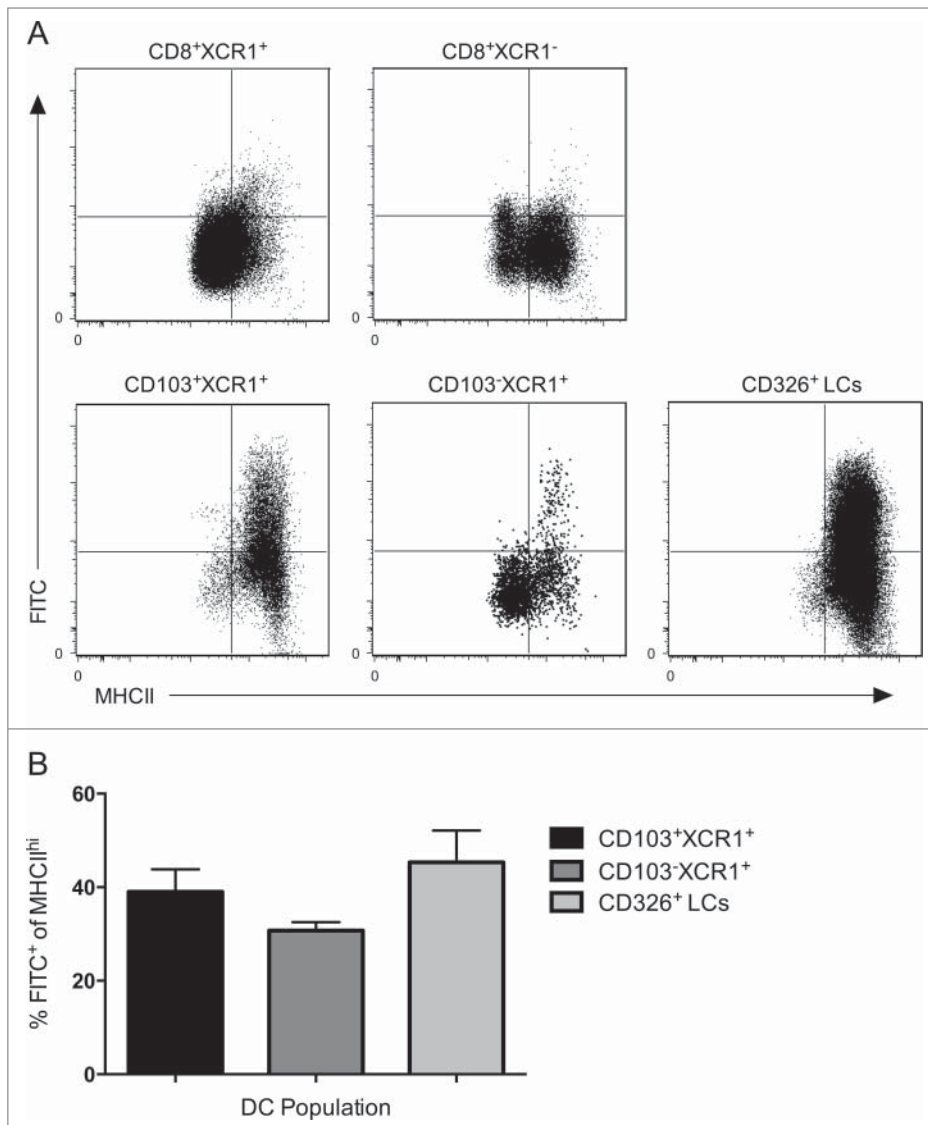 A
CD8⁺XCR1⁺
CD8⁺XCR1⁻
0
0
0
0
CD103⁺XCR1⁺
CD103⁻XCR1⁺
CD326⁺ LCs
FITC
0
0
0
0
0
0
MHCII
B
% FITC⁺ of MHCIIʰⁱ
60
40
20
0
CD103⁺XCR1⁺
CD103⁻XCR1⁺
CD326⁺ LCs
DC Population